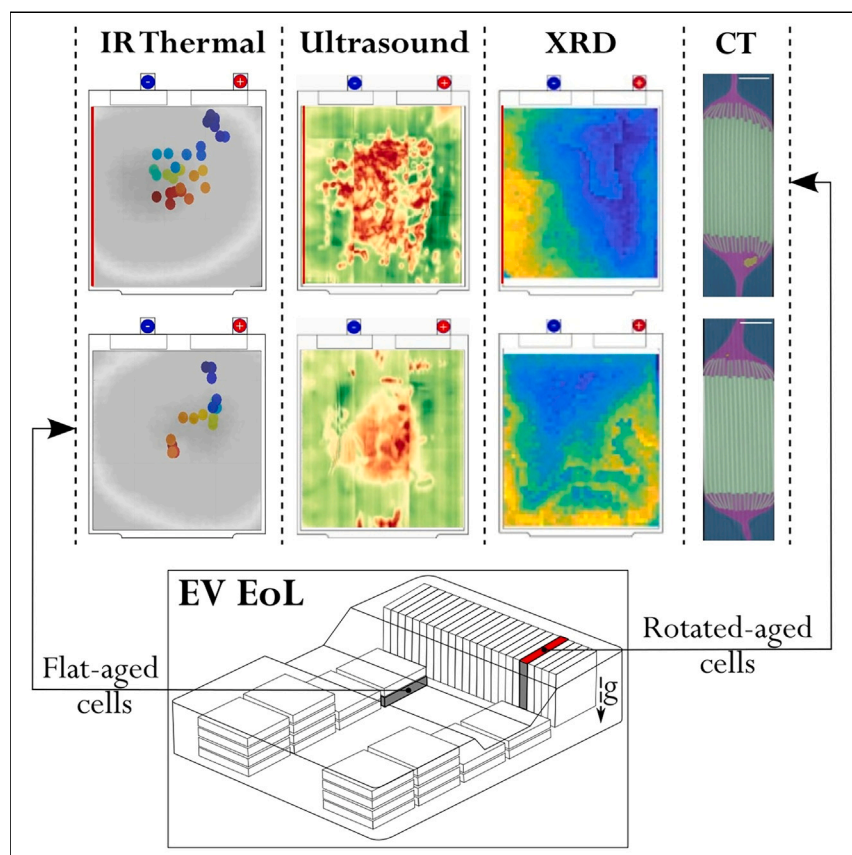 IR Thermal
Ultrasound
XRD
CT
- +
- +
- +
- +
- +
- +
EV EoL
Flat-aged
cells
Rotated-aged
cells
g